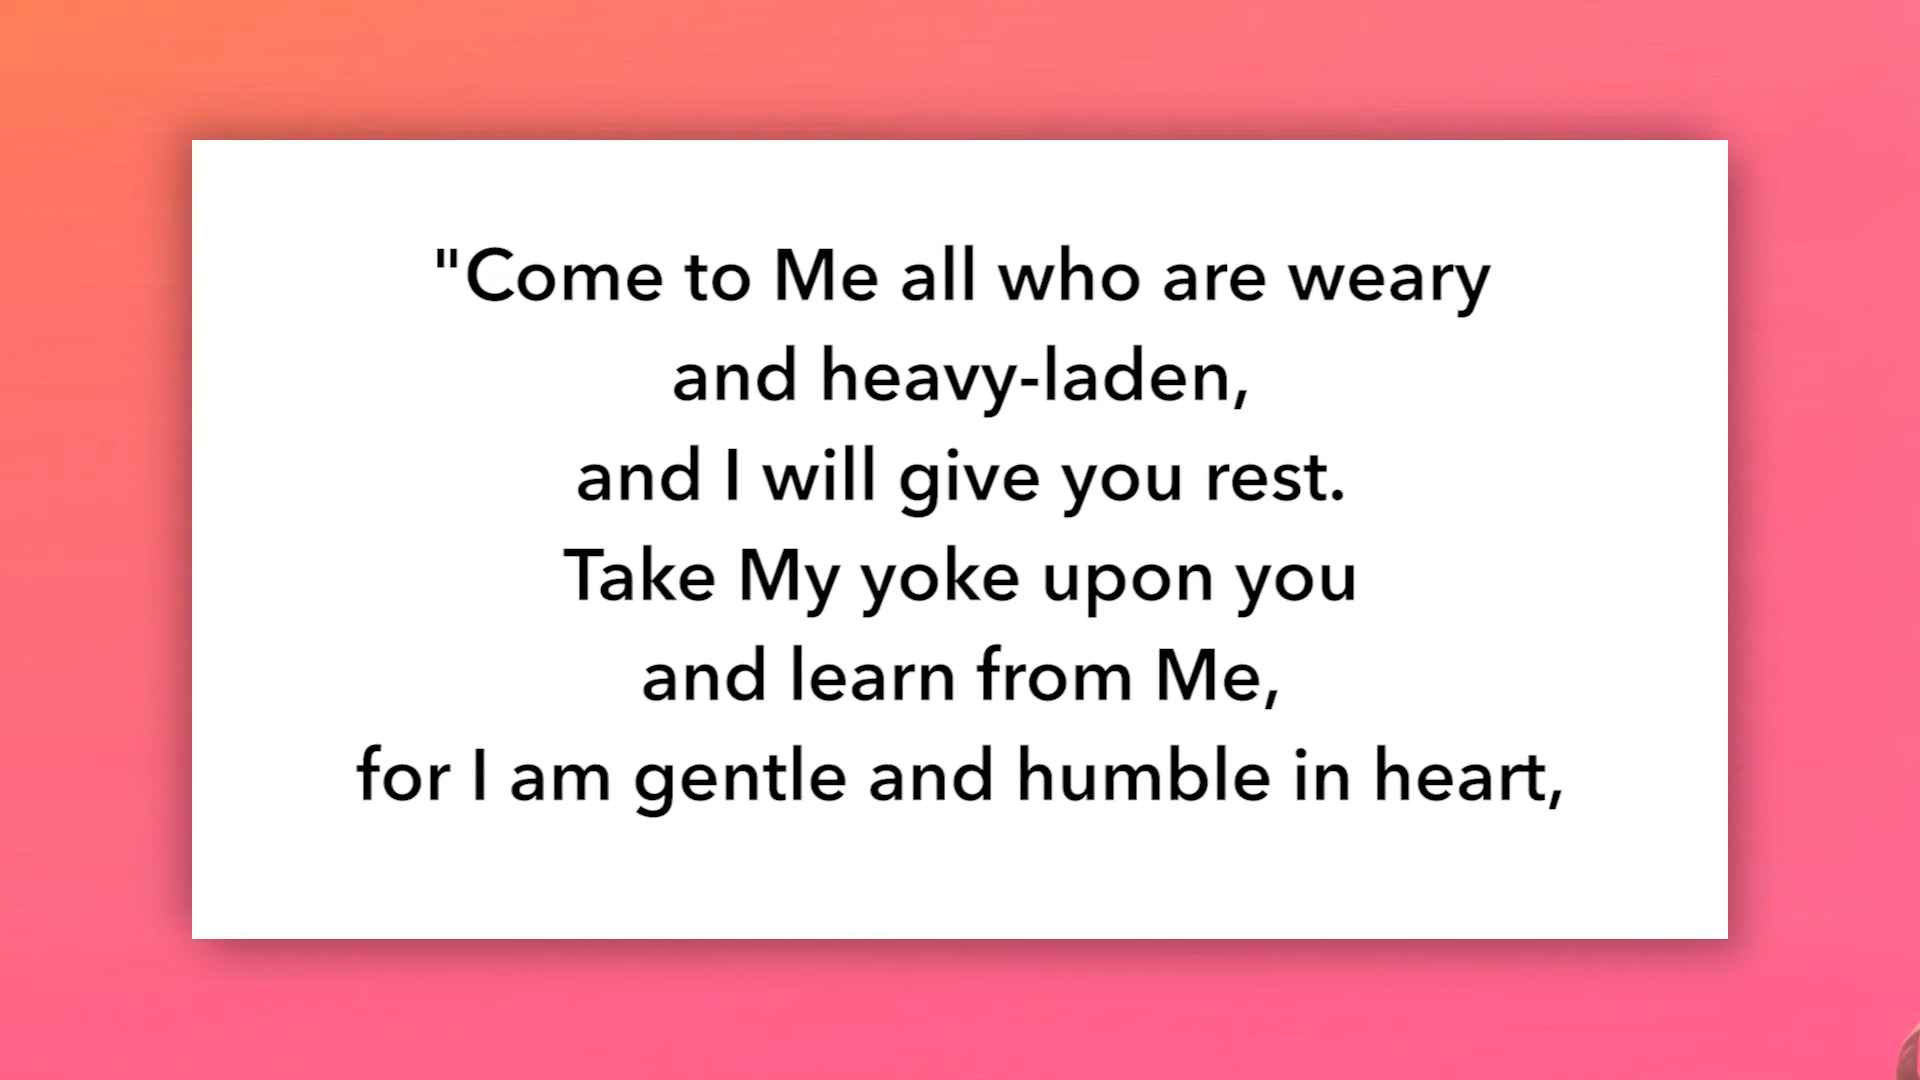 "Come to Me all who are weary
and heavy-laden,
and I will give you rest.
Take My yoke upon you
and learn from Me,
for I am gentle and humble in heart,